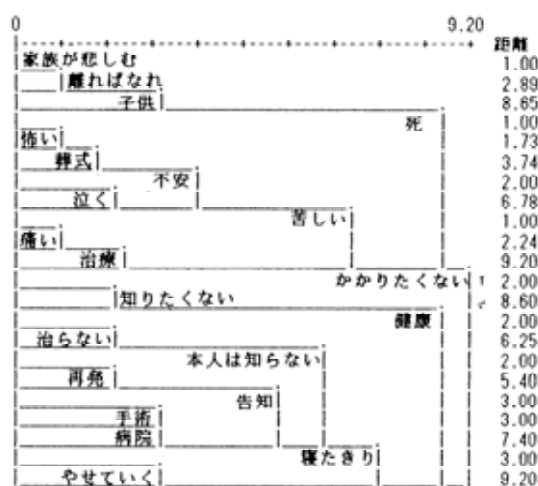 0 9.20
距離
家族が悲しむ 1.00
離ればなれ 2.89
子供 8.65
死 1.00
怖い 1.73
葬式 3.74
不安 2.00
泣く 6.78
苦しい 1.00
痛い 2.24
治療 9.20
かかりたくない 2.00
知りたくない 8.60
健康 2.00
治らない 6.25
本人は知らない 2.00
再発 5.40
告知 3.00
手術 3.00
病院 7.40
寝たきり 3.00
やせていく 9.20